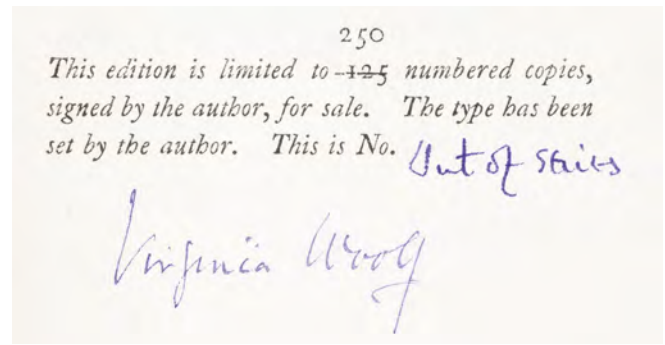 250
This edition is limited to 125 numbered copies,
signed by the author, for sale. The type has been
set by the author. This is No. Out of Series
Virginia Woolf